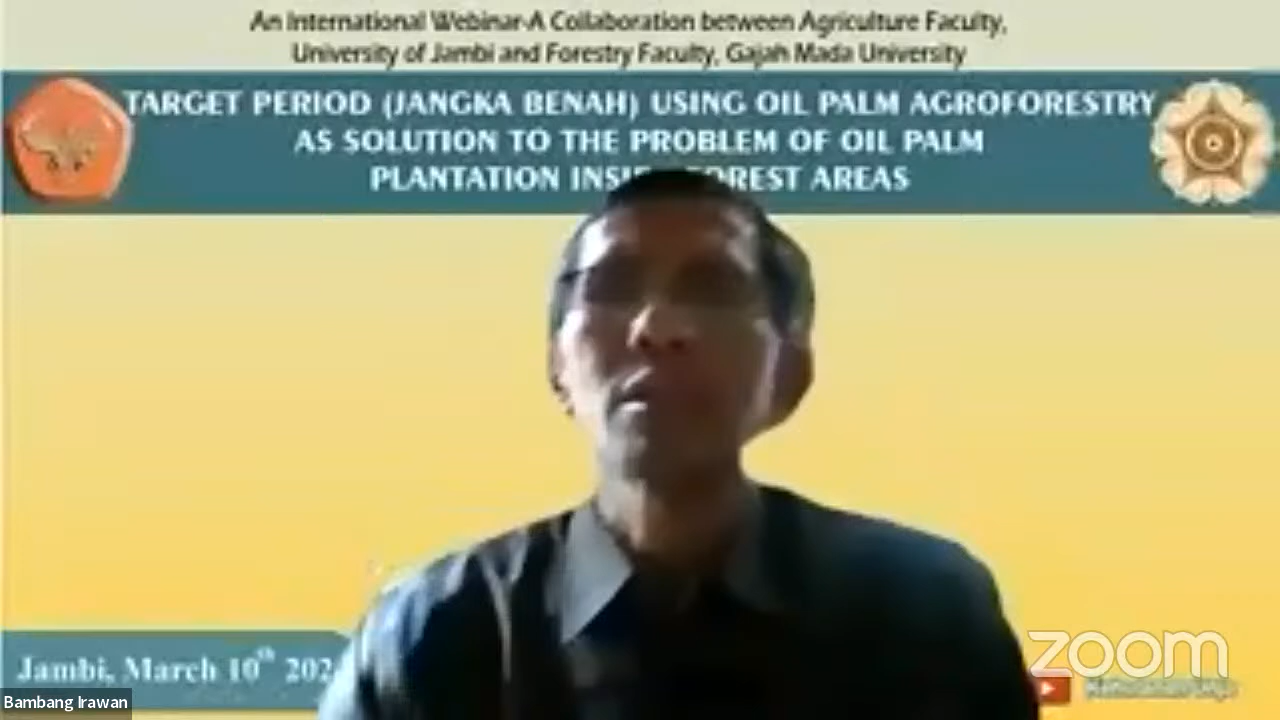 An International Webinar-A Collaboration between Agriculture Faculty,
University of Jambi and Forestry Faculty, Gajah Mada University
TARGET PERIOD (JANGKA BENAH) USING OIL PALM AGROFORESTRY
AS SOLUTION TO THE PROBLEM OF OIL PALM
PLANTATION FOREST AREAS
Jambi, March 10th 202
Bambang Irawan
zoom